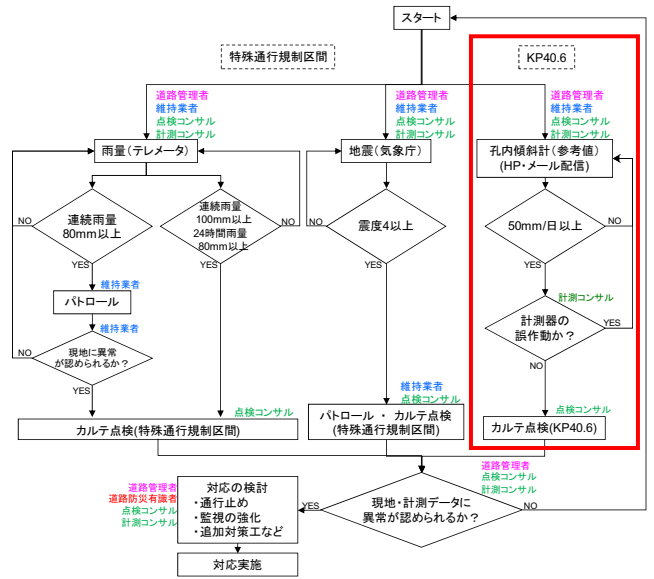 スタート
特殊通行規制区間
KP40.6
道路管理者
維持業者
点検コンサル
計測コンサル
雨量（テレメータ）
道路管理者
維持業者
点検コンサル
計測コンサル
地震（気象庁）
道路管理者
維持業者
点検コンサル
計測コンサル
孔内傾斜計（参考値）
（HP・メール配信）
連続雨量
80mm以上
NO
YES
連続雨量
100mm以上
24時間雨量
80mm以上
NO
YES
震度4以上
NO
YES
50mm/日以上
NO
YES
維持業者
パトロール
維持業者
現地に異常
が認められるか？
NO
YES
計測コンサル
計測器の
誤作動か？
YES
NO
点検コンサル
カルテ点検(特殊通行規制区間)
維持業者
点検コンサル
パトロール ・ カルテ点検
(特殊通行規制区間)
点検コンサル
カルテ点検(KP40.6)
道路管理者
点検コンサル
計測コンサル
現地・計測データに
異常が認められるか？
NO
YES
道路管理者
道路防災有識者
点検コンサル
計測コンサル
対応の検討
・通行止め
・監視の強化
・追加対策工など
対応実施